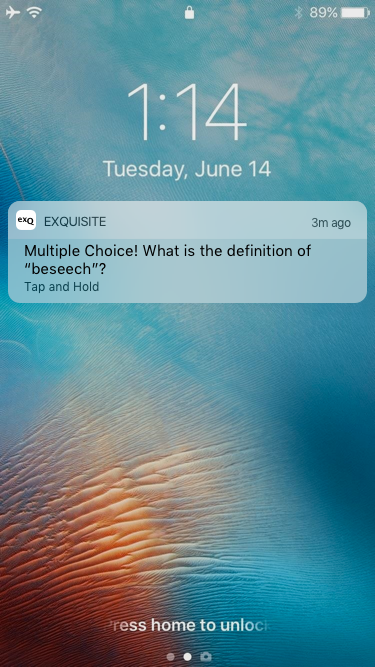 89%
1:14
Tuesday, June 14
exQ EXQUISITE 3m ago
Multiple Choice! What is the definition of
“beseech”?
Tap and Hold
ress home to unloc